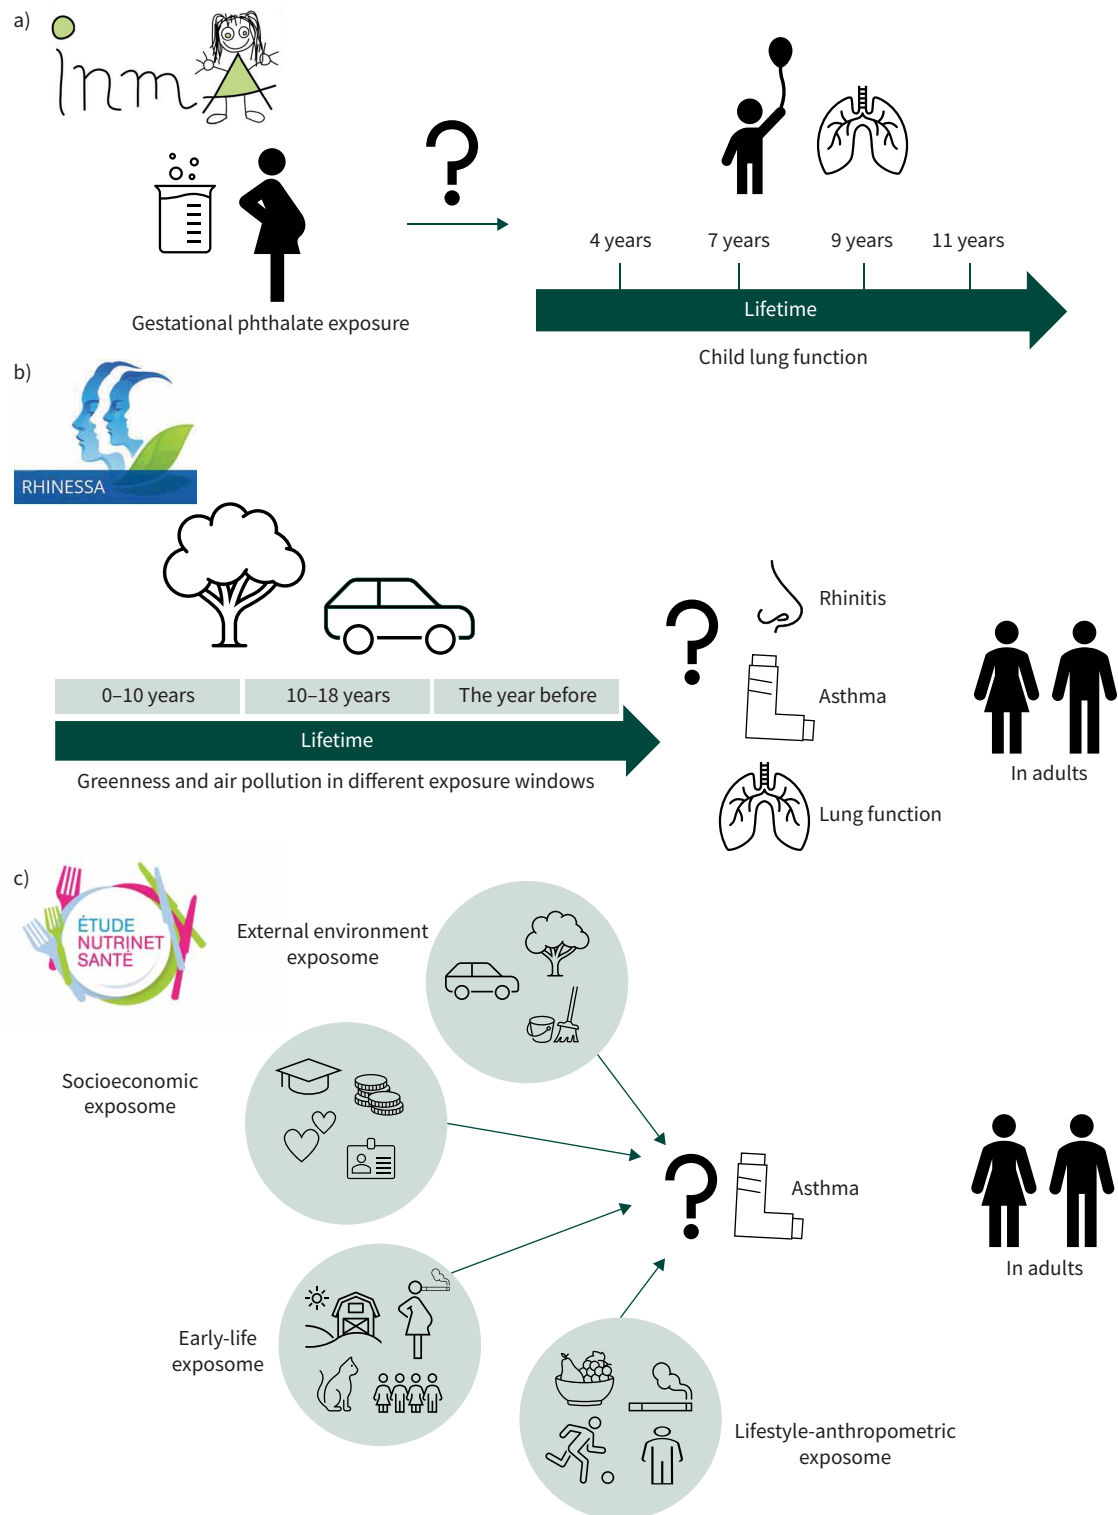 a)
inma
?
4 years
7 years
9 years
11 years
Lifetime
Gestational phthalate exposure
Child lung function
b)
RHINESSA
?
Rhinitis
Asthma
Lung function
0–10 years
10–18 years
The year before
Lifetime
Greenness and air pollution in different exposure windows
In adults
c)
ÉTUDE
NUTRINET
SANTÉ
External environment
exposome
Socioeconomic
exposome
?
Asthma
In adults
Early-life
exposome
Lifestyle-anthropometric
exposome